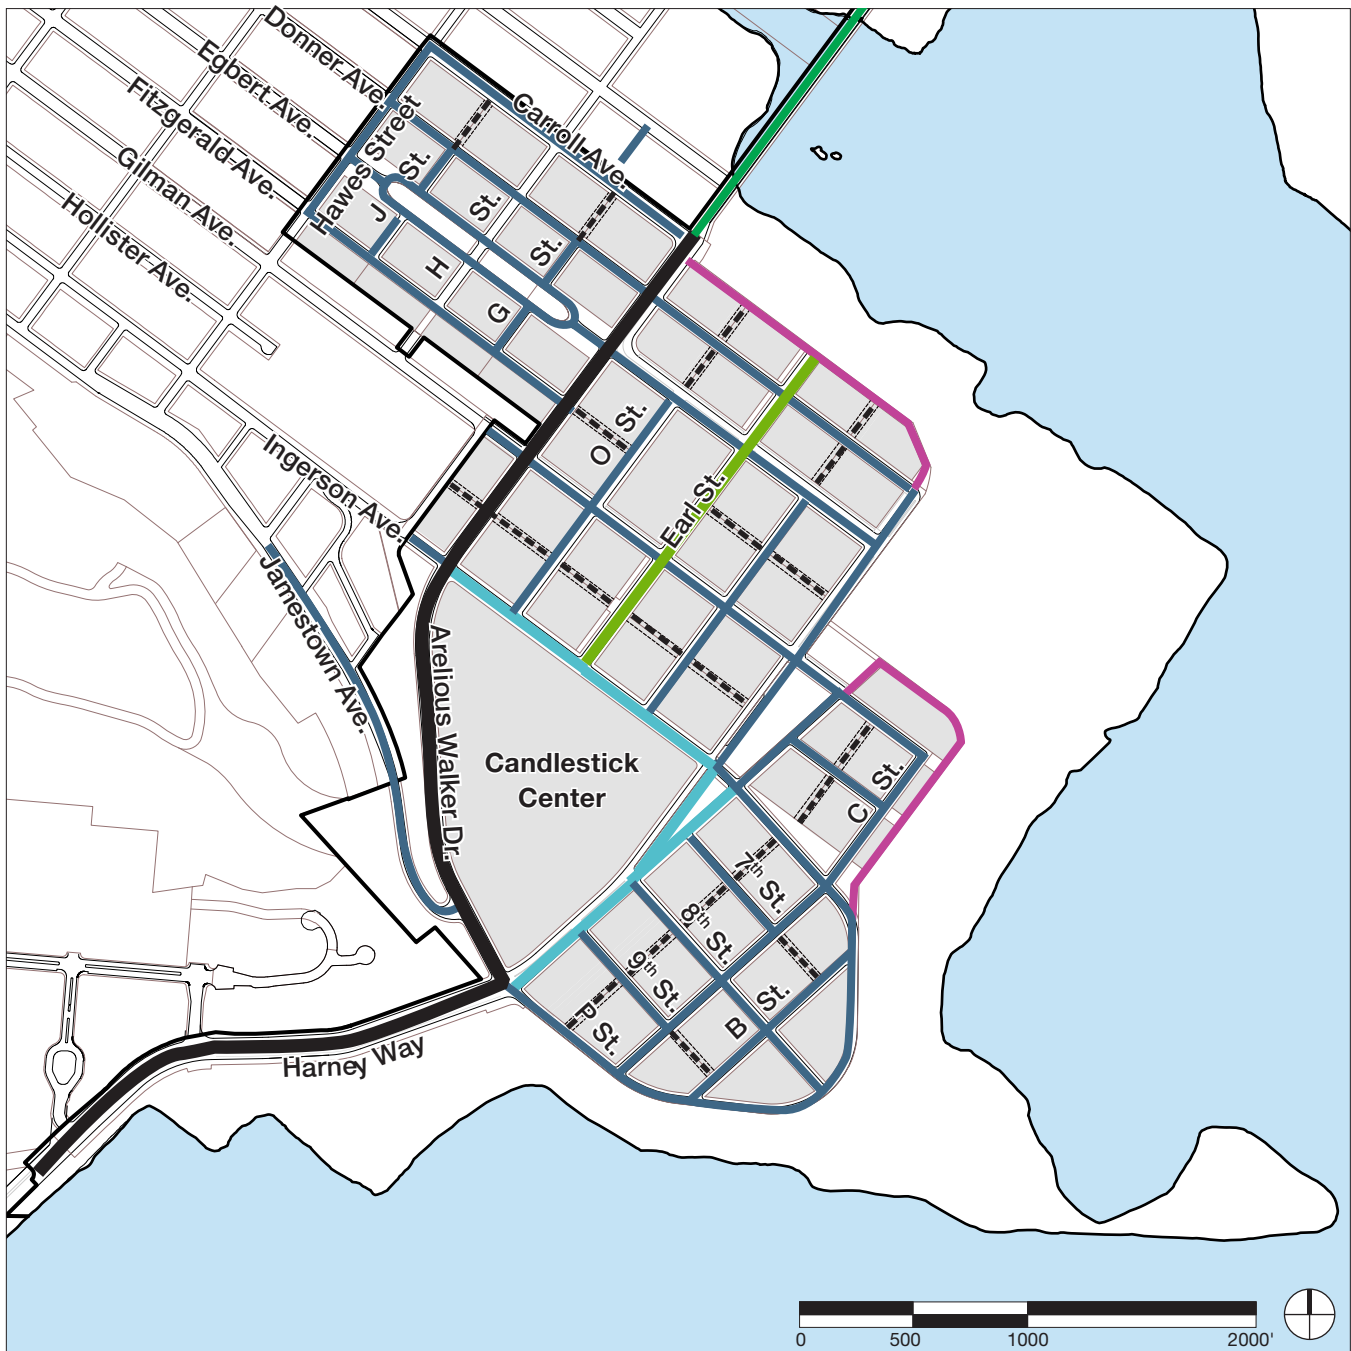 Donner Ave.
Egbert Ave.
Fitzgerald Ave.
Gilman Ave.
Hollister Ave.
Carroll Ave.
Hawes Street
J St.
H St.
G St.
O St.
Earl St.
Ingerson Ave.
Jamestown Ave.
Arelious Walker Dr.
Candlestick
Center
C St.
7th St.
8th St.
9th St.
P St.
B St.
Harney Way
0 500 1000 2000'